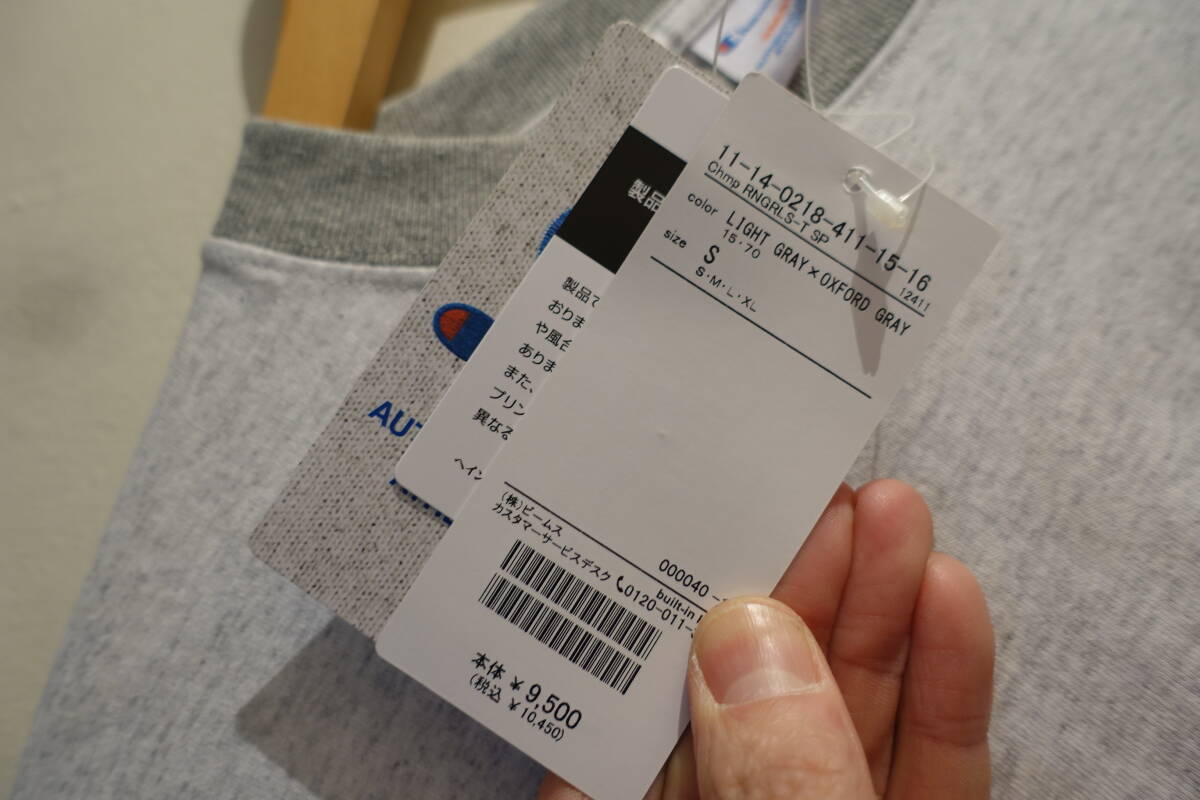 11-14-0218-411-15-16
Chmp RNGRLS-T SP
12411
color LIGHT GRAY×OXFORD GRAY
15・70
size S
S・M・L・XL
(株)ビームス
カスタマーサービスデスク
000040
built-in
0120-011-
本体 ¥9,500
(税込 ¥10,450)
製品
製品で
おりま
や風合
ありま
また、
プリン
異なる
ヘイン